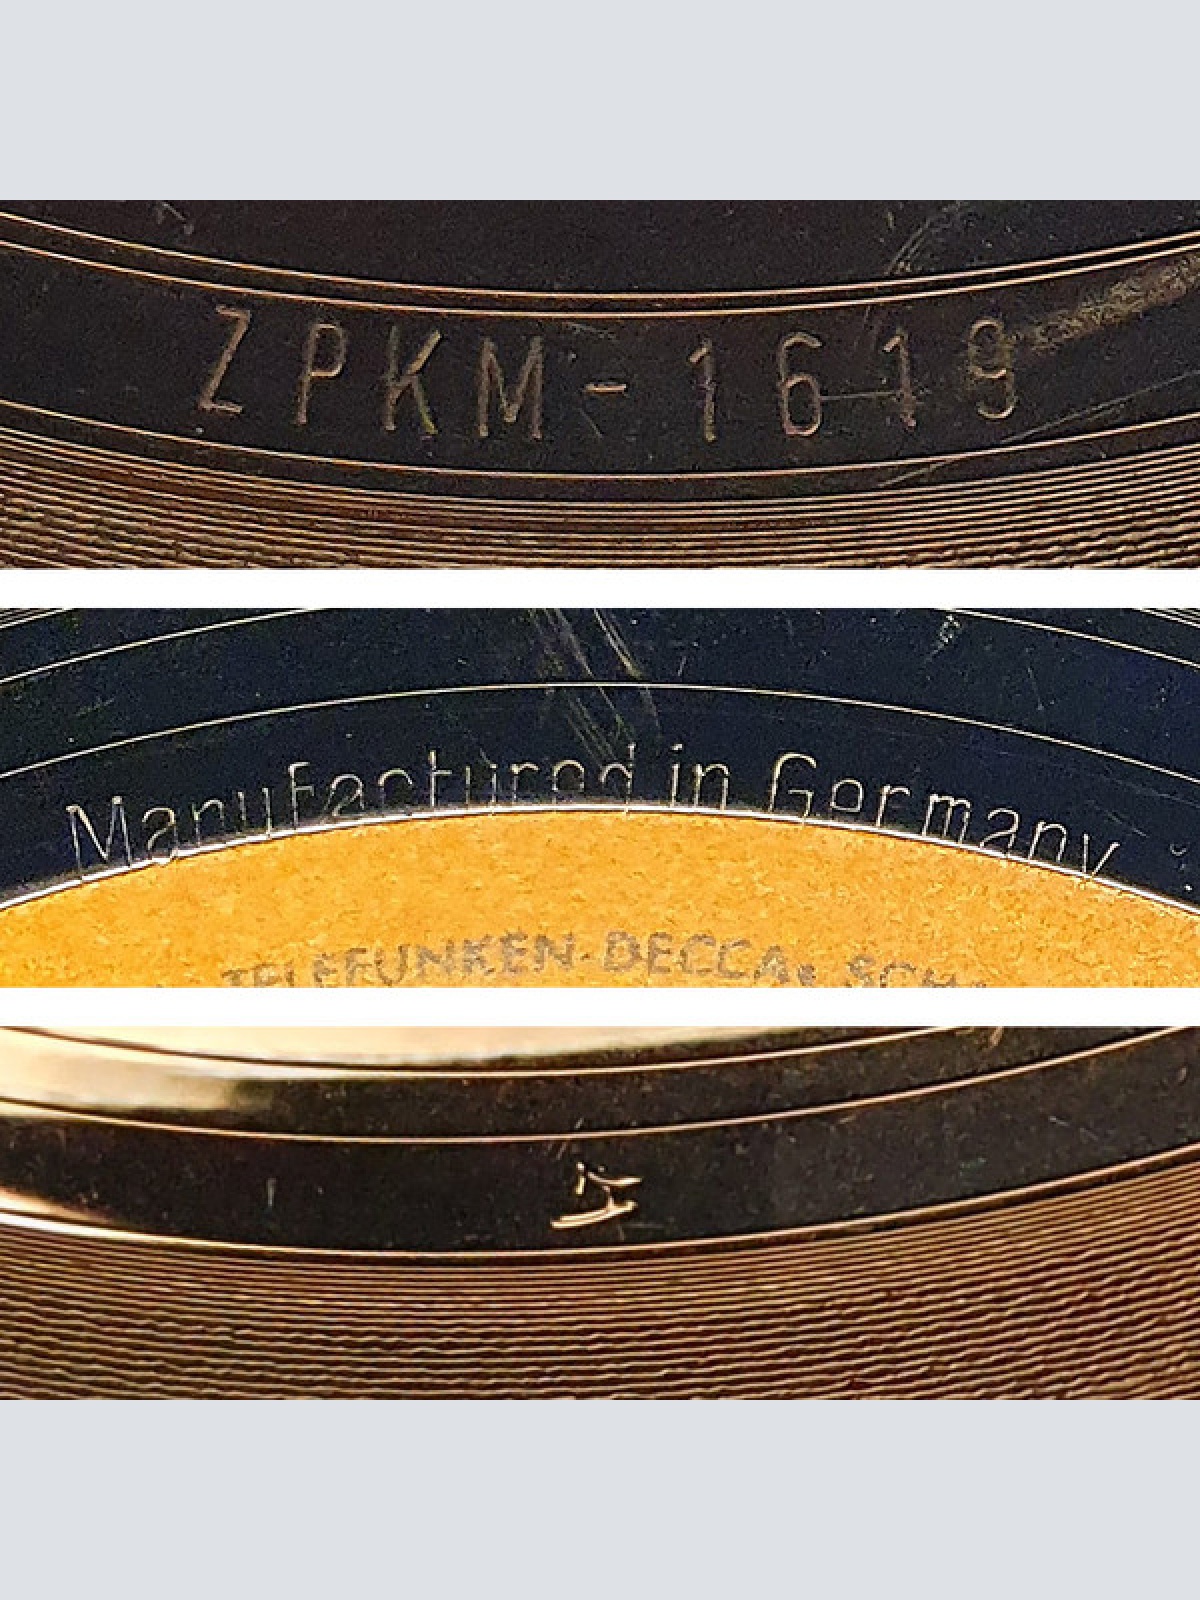 ZPKM-1619
Manufactured in Germany
TELEFUNKEN-DECCA